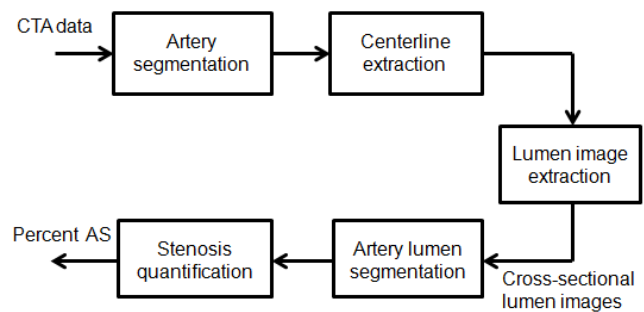 CTA data
Artery
segmentation
Centerline
extraction
Lumen image
extraction
Cross-sectional
lumen images
Artery lumen
segmentation
Stenosis
quantification
Percent AS